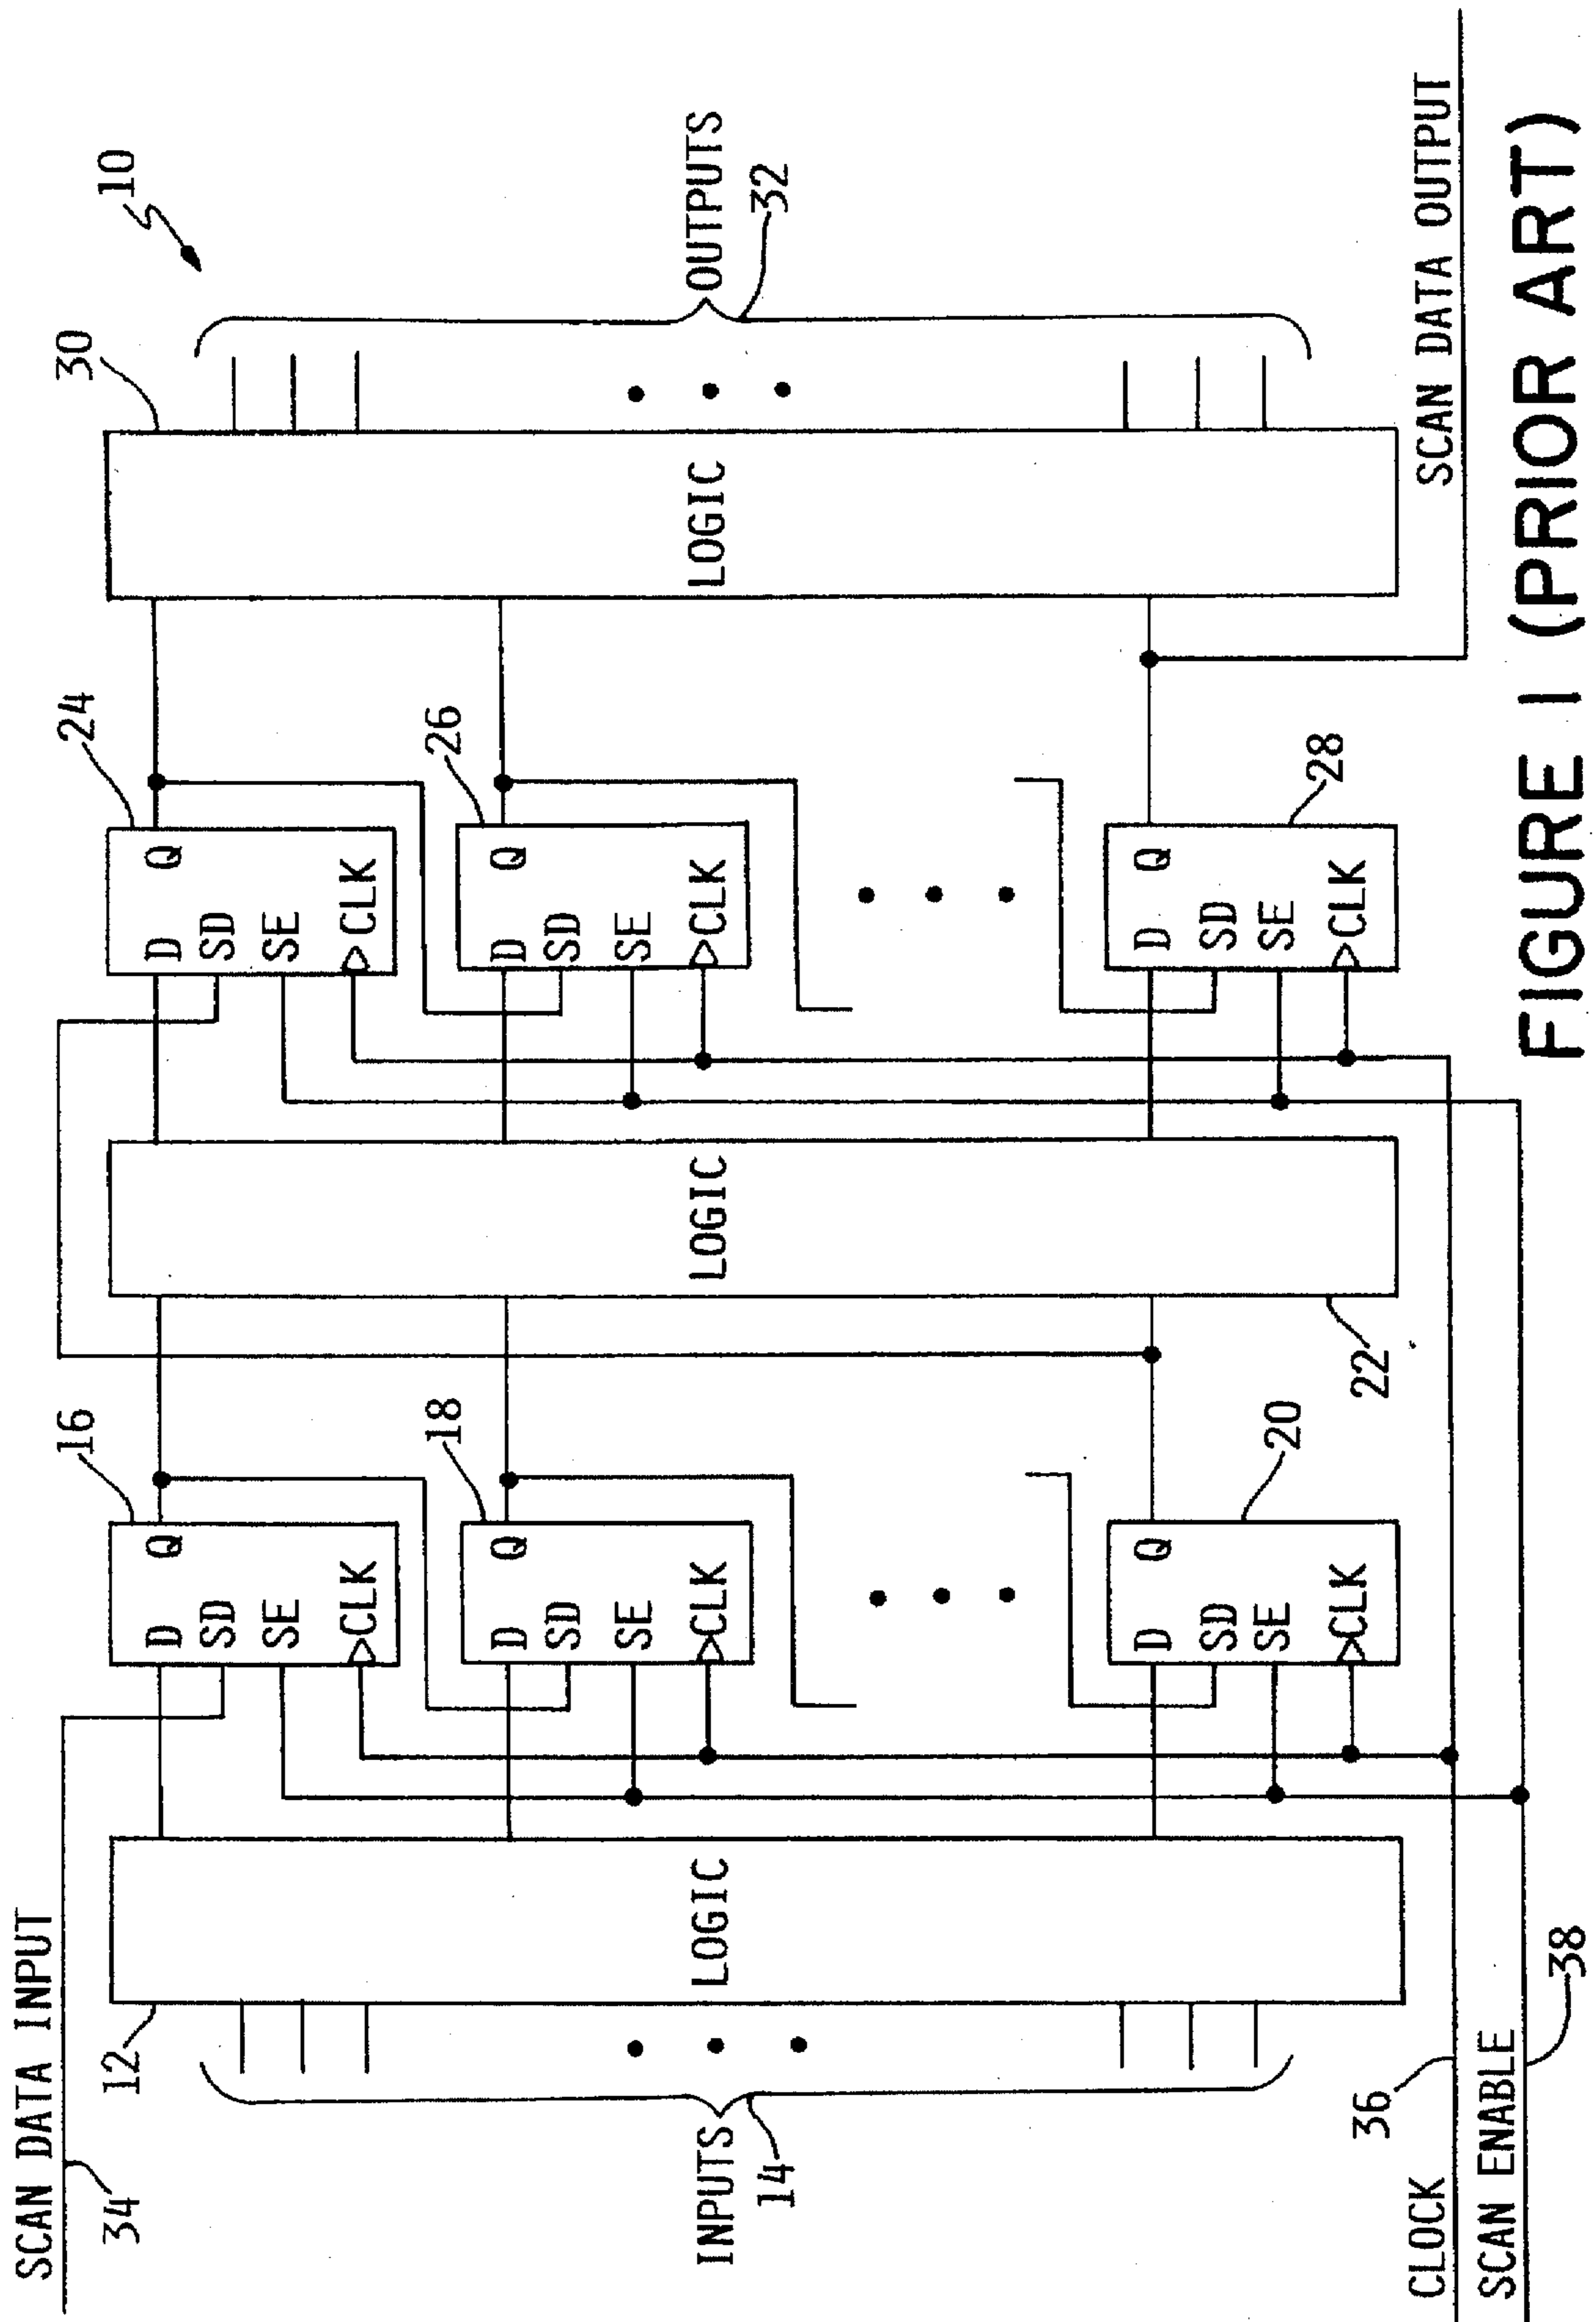 SCAN DATA INPUT
34
12
INPUTS
14
LOGIC
CLOCK
36
SCAN ENABLE
38
16
D Q
SD
SE
CLK
18
D Q
SD
SE
CLK
20
D Q
SD
SE
CLK
LOGIC
22
24
D Q
SD
SE
CLK
26
D Q
SD
SE
CLK
28
D Q
SD
SE
CLK
30
LOGIC
10
OUTPUTS
32
SCAN DATA OUTPUT
FIGURE 1 (PRIOR ART)